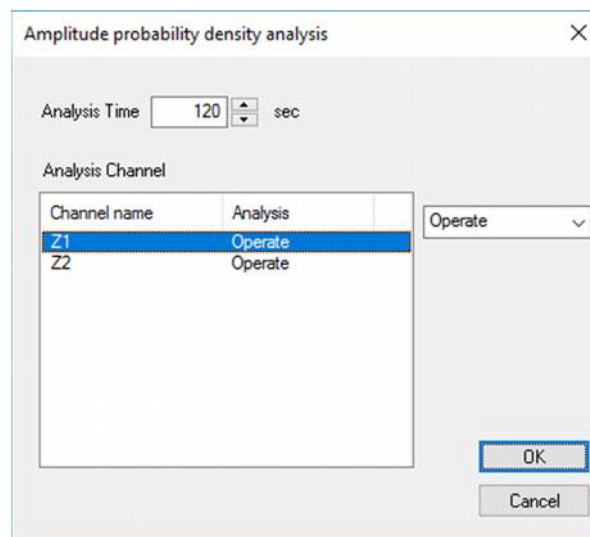 Amplitude probability density analysis
Analysis Time 120 sec
Analysis Channel
Channel name Analysis
Operate
Z1 Operate
Z2 Operate
OK
Cancel